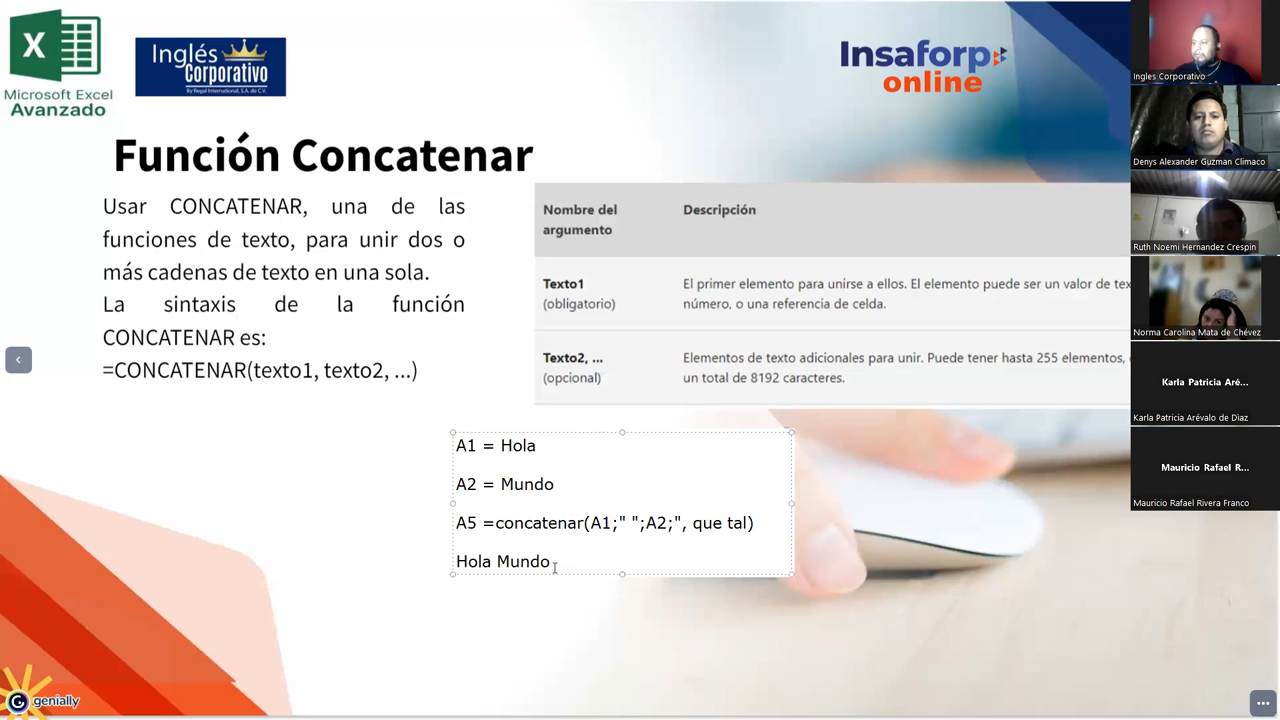 X
Microsoft Excel
Avanzado
Inglés
Corporativo
By Regal International, S.A. de C.V.
Insaforp
online
Función Concatenar
Usar CONCATENAR, una de las
funciones de texto, para unir dos o
más cadenas de texto en una sola.
La sintaxis de la función
CONCATENAR es:
=CONCATENAR(texto1, texto2, ...)
Nombre del
argumento
Descripción
Texto1
(obligatorio)
El primer elemento para unirse a ellos. El elemento puede ser un valor de tex
número, o una referencia de celda.
Texto2, ...
(opcional)
Elementos de texto adicionales para unir. Puede tener hasta 255 elementos,
un total de 8192 caracteres.
A1 = Hola
A2 = Mundo
A5 =concatenar(A1;" ";A2;", que tal)
Hola Mundo
genially
Ingles Corporativo
Denys Alexander Guzman Climaco
Ruth Noemi Hernandez Crespin
Norma Carolina Mata de Chévez
Karla Patricia Aré...
Karla Patricia Arévalo de Dìaz
Mauricio Rafael R...
Mauricio Rafael Rivera Franco